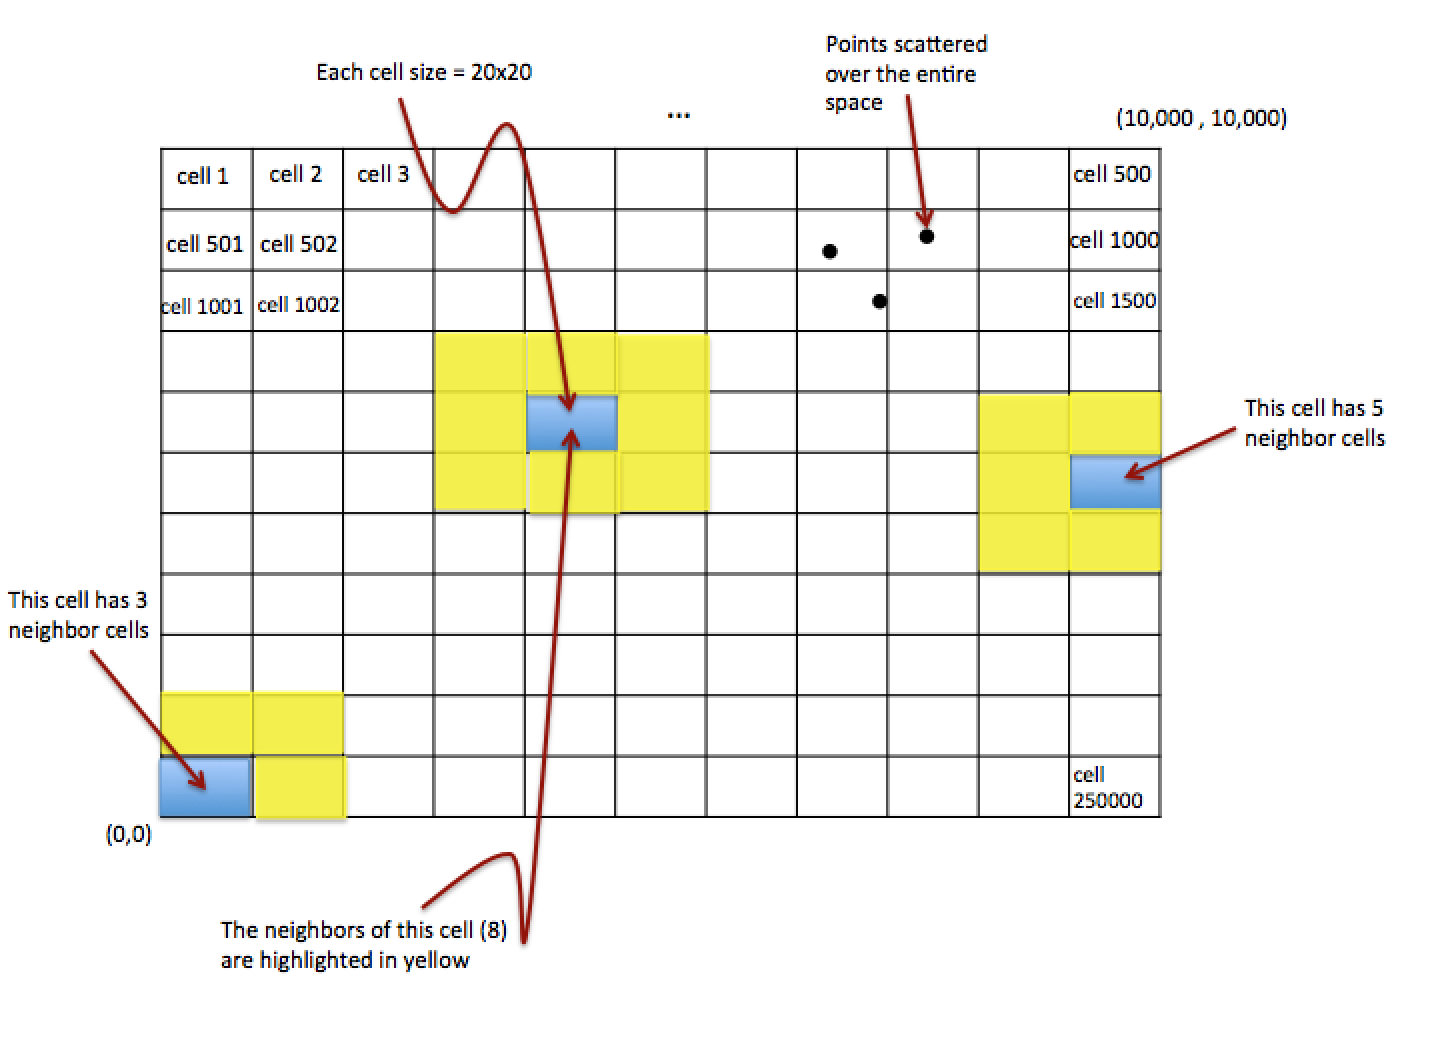 Points scattered
over the entire
space
Each cell size = 20x20
...
(10,000 , 10,000)
cell 1 cell 2 cell 3 cell 500
cell 501 cell 502 cell 1000
cell 1001 cell 1002 cell 1500
This cell has 5
neighbor cells
This cell has 3
neighbor cells
cell
250000
(0,0)
The neighbors of this cell (8)
are highlighted in yellow